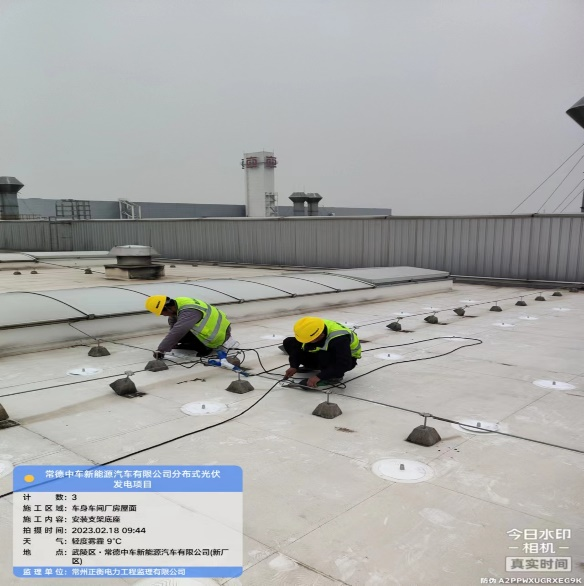 常德中车新能源汽车有限公司分布式光伏
发电项目
计 数：3
施工区域：车身车间厂房屋面
施工内容：安装支架底座
拍摄时间：2023.02.18 09:44
天 气：轻度雾霾 9℃
地 点：武陵区·常德中车新能源汽车有限公司(新厂
区)
监理单位：常州正衡电力工程监理有限公司
今日水印
相机
真实时间
防伪 A2PPWXUGRXEC9K